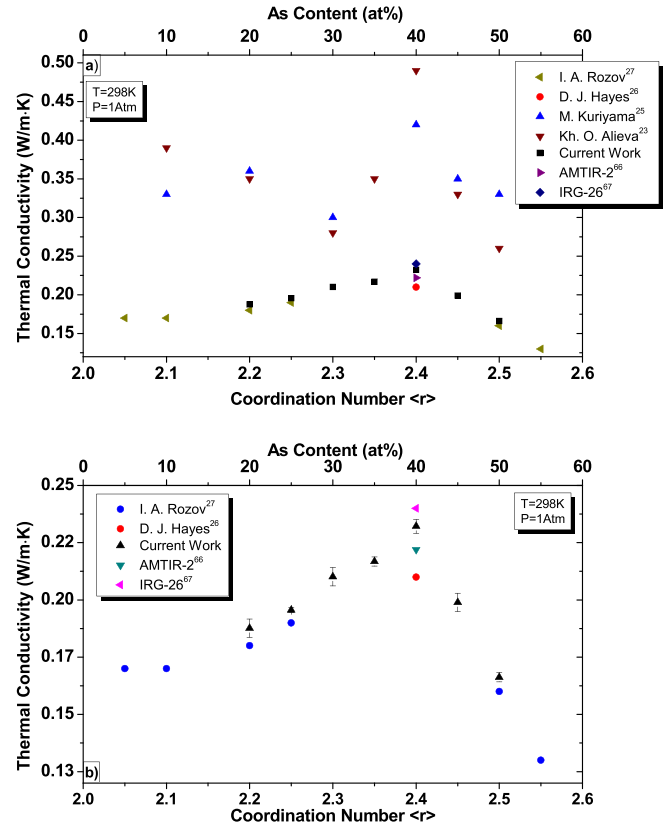 As Content (at%)
0 10 20 30 40 50 60
a)
T=298K
P=1Atm
I. A. Rozov27
D. J. Hayes26
M. Kuriyama25
Kh. O. Alieva23
Current Work
AMTIR-266
IRG-2667
Thermal Conductivity (W/m·K)
0.50
0.45
0.40
0.35
0.30
0.25
0.20
0.15
2.0 2.1 2.2 2.3 2.4 2.5 2.6
Coordination Number <r>
As Content (at%)
0 10 20 30 40 50 60
I. A. Rozov27
D. J. Hayes26
Current Work
AMTIR-266
IRG-2667
T=298K
P=1Atm
Thermal Conductivity (W/m·K)
0.25
0.22
0.20
0.17
0.15
0.13
b)
2.0 2.1 2.2 2.3 2.4 2.5 2.6
Coordination Number <r>